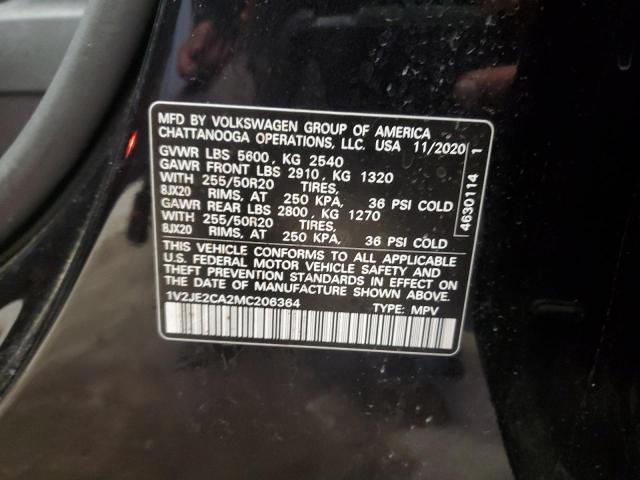 MFD BY VOLKSWAGEN GROUP OF AMERICA
CHATTANOOGA OPERATIONS, LLC. USA 11/2020
GVWR LBS 5600, KG 2540
GAWR FRONT LBS 2910, KG 1320
WITH 255/50R20 TIRES,
8JX20 RIMS, AT 250 KPA, 36 PSI COLD
GAWR REAR LBS 2800, KG 1270
WITH 255/50R20 TIRES,
8JX20 RIMS, AT 250 KPA, 36 PSI COLD
THIS VEHICLE CONFORMS TO ALL APPLICABLE
U.S. FEDERAL MOTOR VEHICLE SAFETY AND
THEFT PREVENTION STANDARDS IN EFFECT ON
THE DATE OF MANUFACTURE SHOWN ABOVE.
1V2JE2CA2MC206364 TYPE: MPV
4630114 1